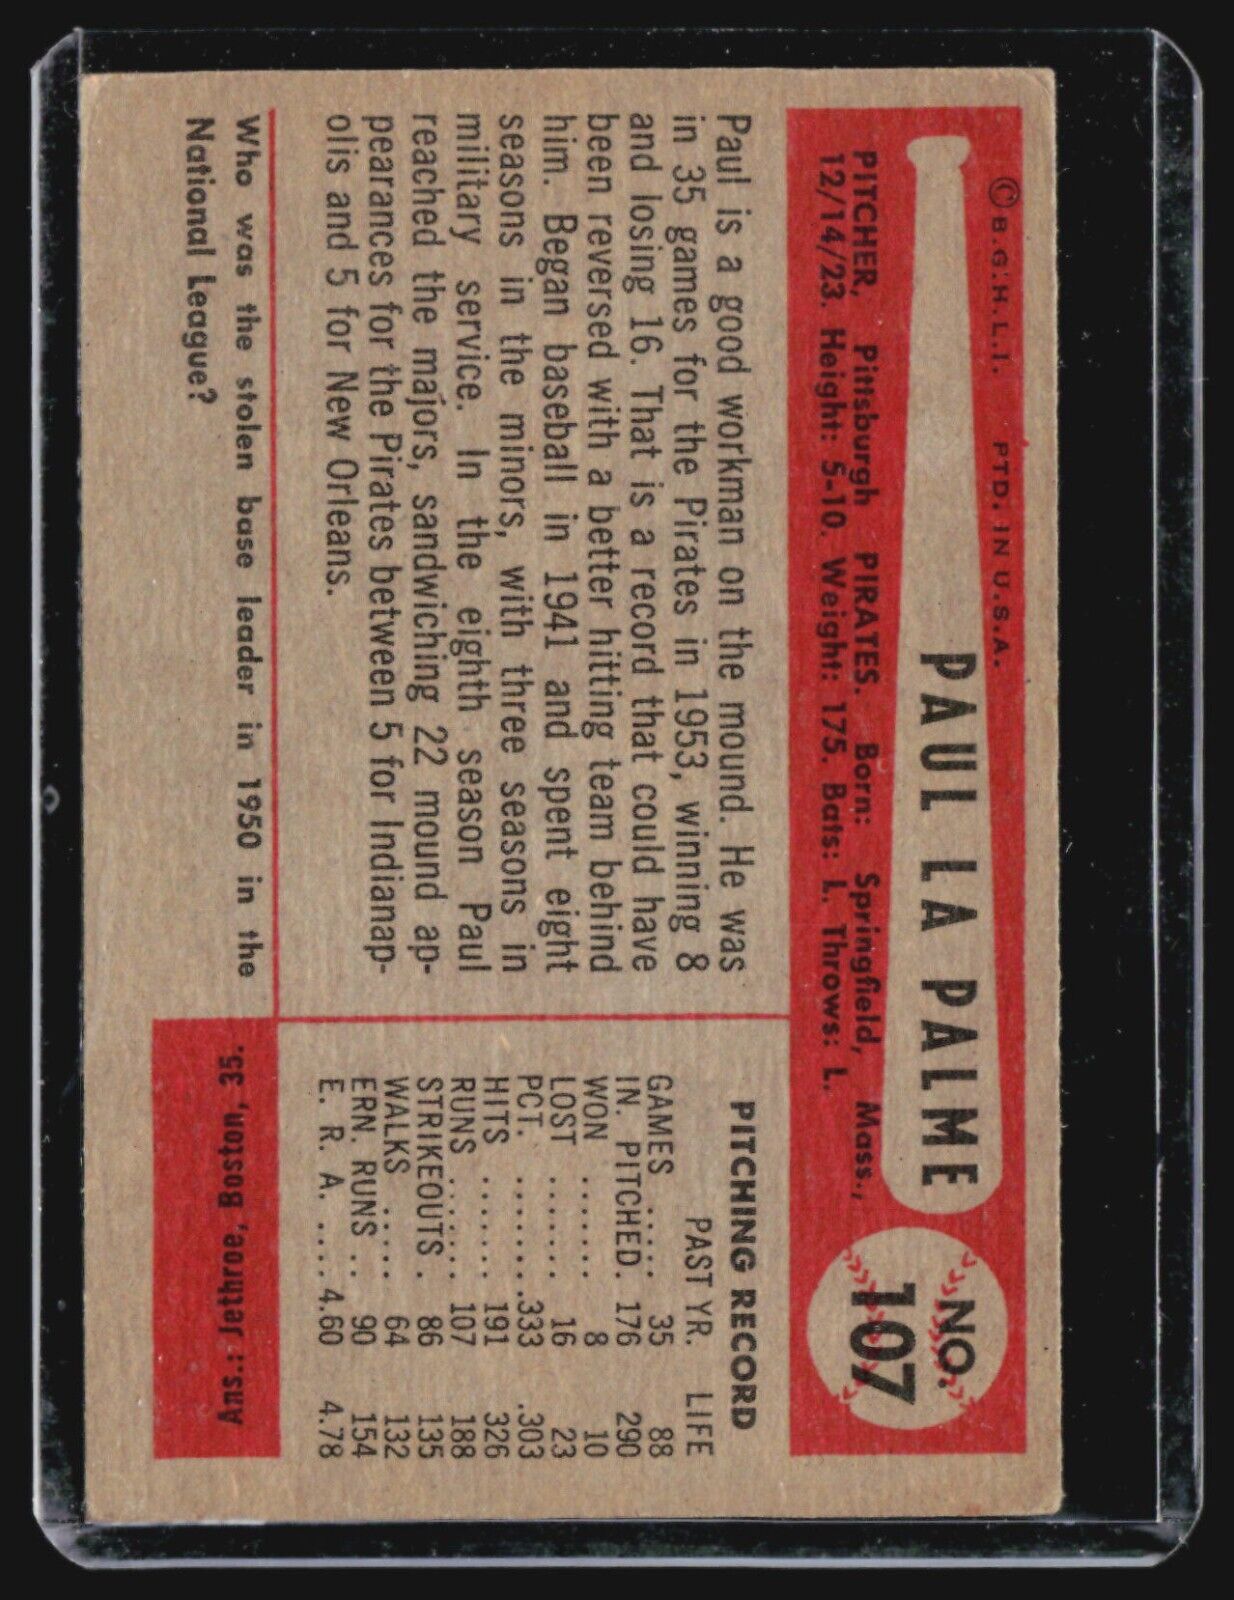 ©B.G.H.L.I. PTD. IN U.S.A.
PAUL LA PALME
NO.
107
PITCHER, Pittsburgh PIRATES. Born: Springfield, Mass.,
12/14/23. Height: 5-10. Weight: 175. Bats: L. Throws: L.
Paul is a good workman on the mound. He was
in 35 games for the Pirates in 1953, winning 8
and losing 16. That is a record that could have
been reversed with a better hitting team behind
him. Began baseball in 1941 and spent eight
seasons in the minors, with three seasons in
military service. In the eighth season Paul
reached the majors, sandwiching 22 mound ap-
pearances for the Pirates between 5 for Indianap-
olis and 5 for New Orleans.
PITCHING RECORD
PAST YR. LIFE
GAMES ..... 35 88
IN. PITCHED. 176 290
WON ...... 8 10
LOST ...... 16 23
PCT. ...... .333 .303
HITS ...... 191 326
RUNS ...... 107 188
STRIKEOUTS . 86 135
WALKS ..... 64 132
ERN. RUNS .. 90 154
E. R. A. .... 4.60 4.78
Who was the stolen base leader in 1950 in the
National League?
Ans.: Jethroe, Boston, 35.